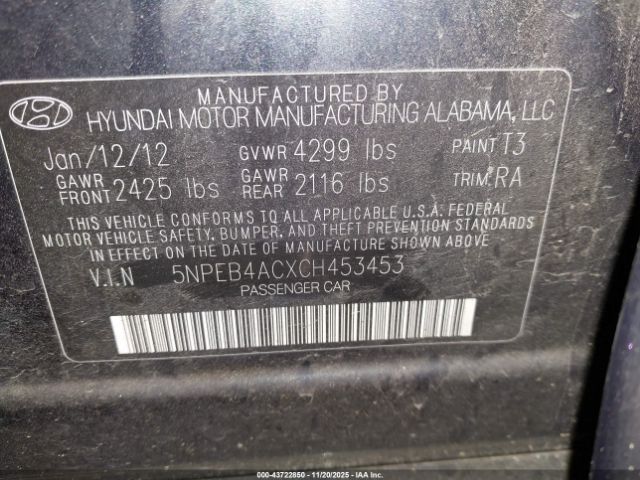 MANUFACTURED BY
HYUNDAI MOTOR MANUFACTURING ALABAMA, LLC
Jan/12/12 GVWR 4299 lbs PAINT T3
GAWR FRONT 2425 lbs GAWR REAR 2116 lbs TRIM: RA
THIS VEHICLE CONFORMS TO ALL APPLICABLE U.S.A. FEDERAL
MOTOR VEHICLE SAFETY, BUMPER, AND THEFT PREVENTION STANDARDS
IN EFFECT ON THE DATE OF MANUFACTURE SHOWN ABOVE.
V.I.N 5NPEB4ACXCH453453
PASSENGER CAR
000-43722850 11/20/2025 IAAI.COM